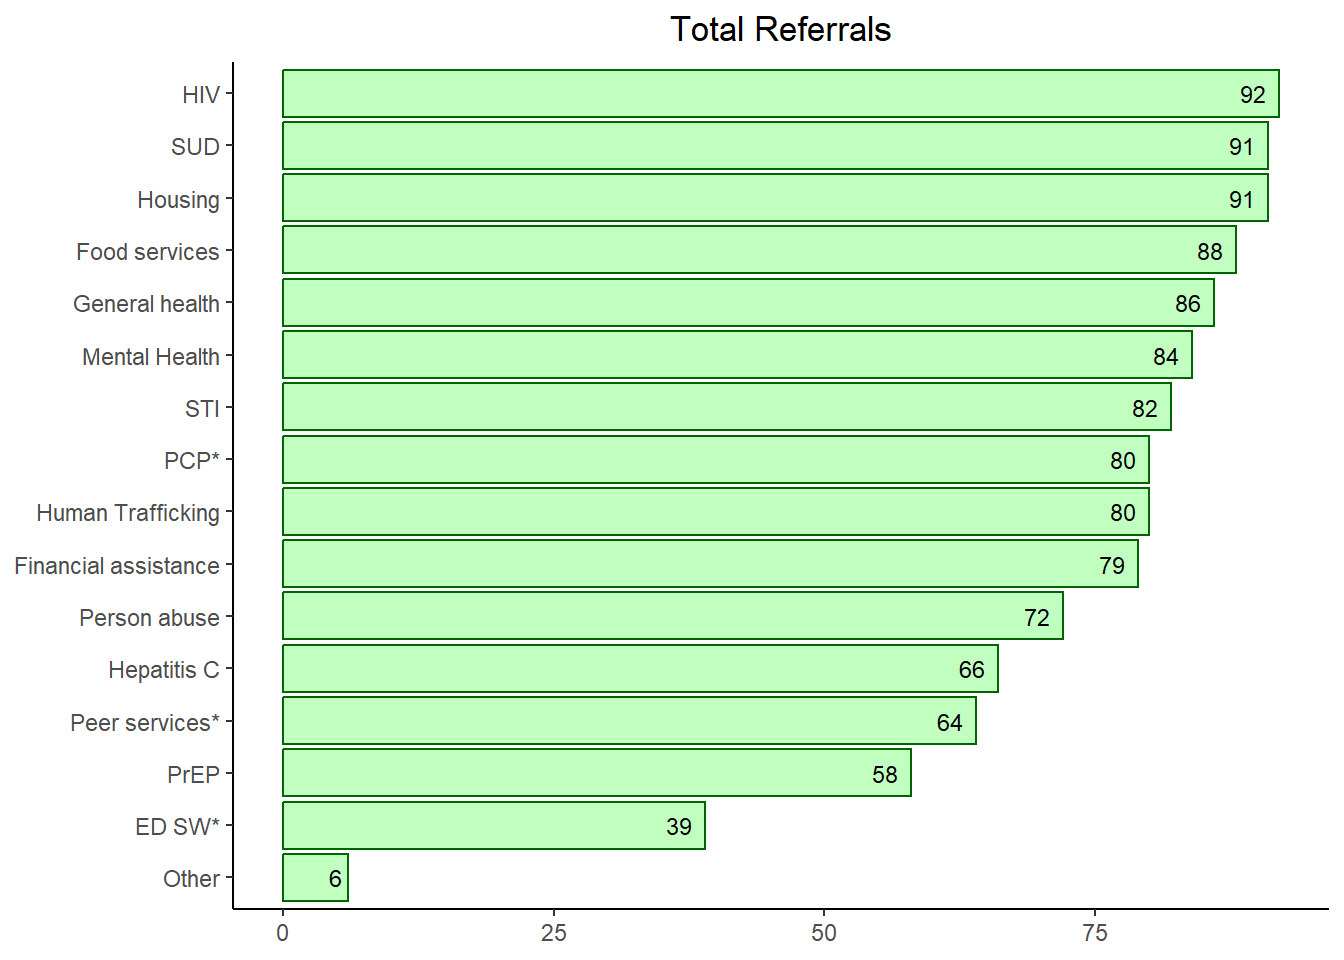 Total Referrals
HIV 92
SUD 91
Housing 91
Food services 88
General health 86
Mental Health 84
STI 82
PCP* 80
Human Trafficking 80
Financial assistance 79
Person abuse 72
Hepatitis C 66
Peer services* 64
PrEP 58
ED SW* 39
Other 6
0 25 50 75